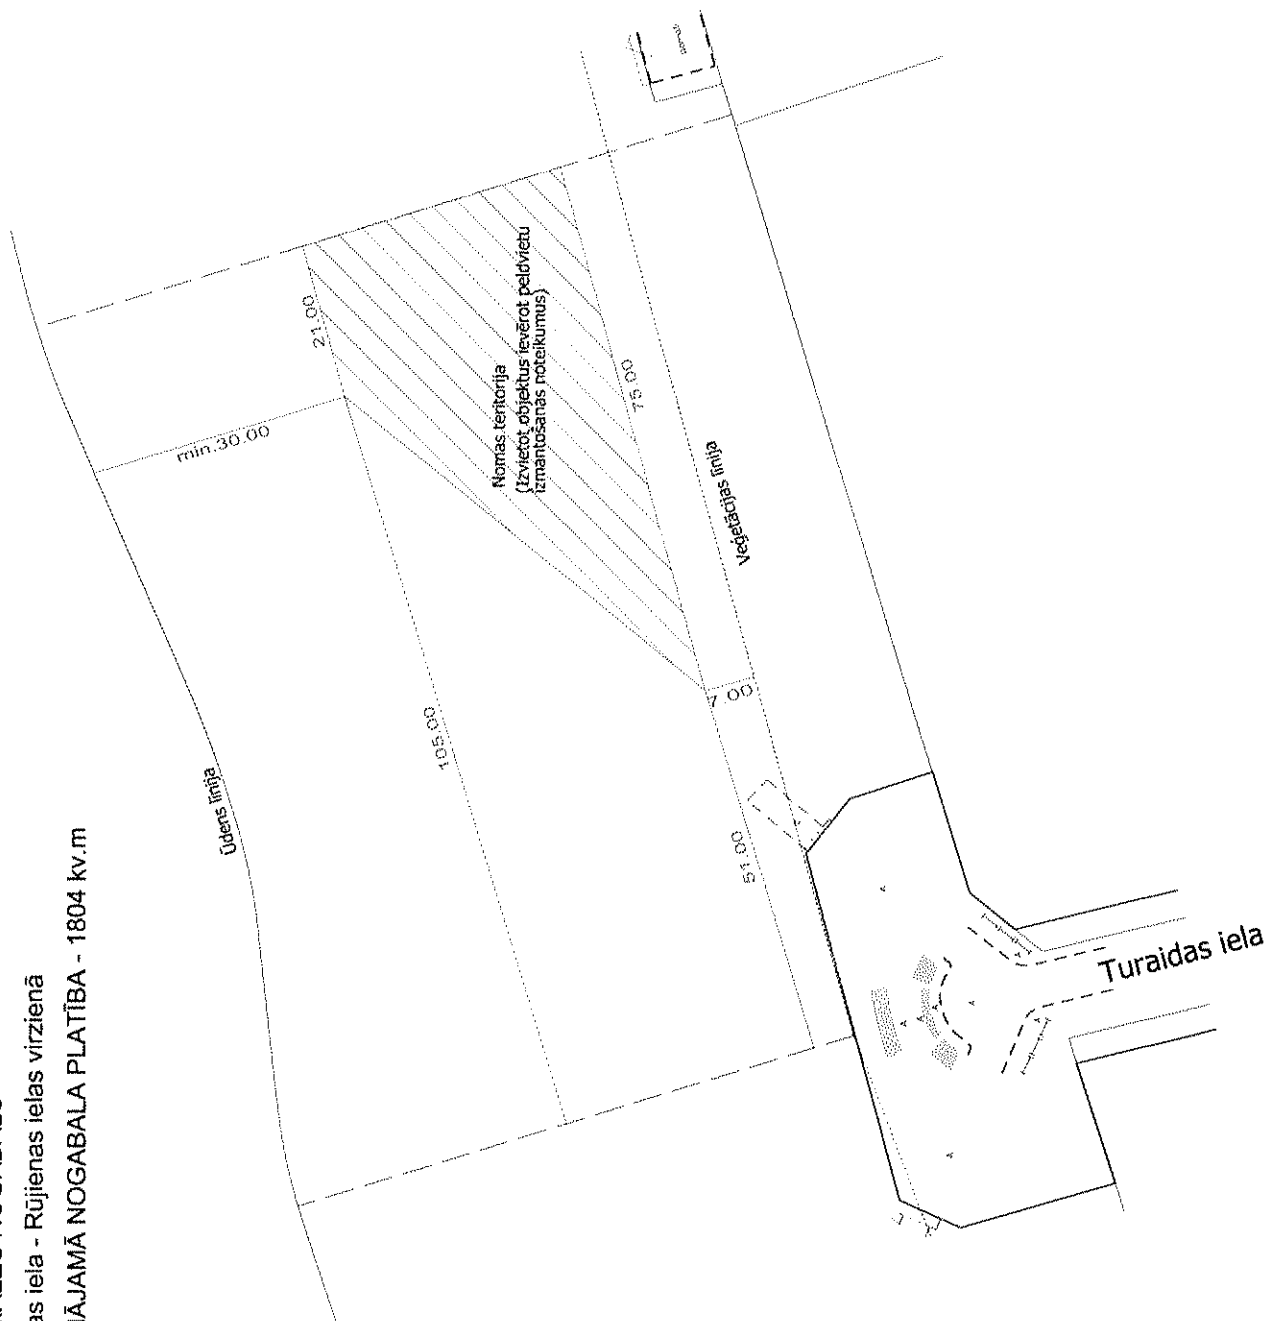 as iela - Rūjienas ielas virzienā
NĀJAMĀ NOGABALA PLATĪBA - 1804 kv.m
Ūdens līnija
min.30.00
21.00
105.00
Nomas teritorija
(Izvietot objektus ievērot peldvietu
izmantošanas noteikumus)
75.00
Veģetācijas līnija
7.00
51.00
Turaidas iela